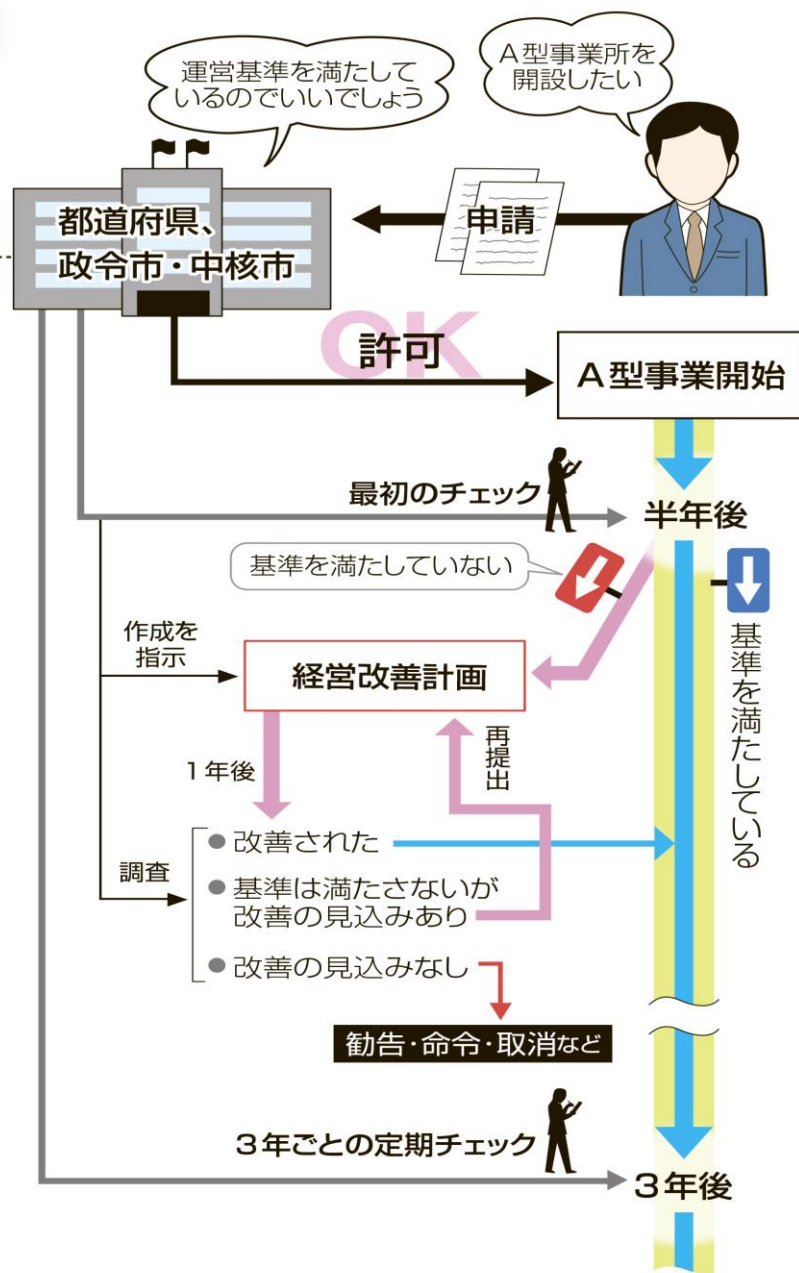 運営基準を満たして
いるのでいいでしょう
A型事業所を
開設したい
都道府県、
政令市・中核市
申請
OK
許可
A型事業開始
最初のチェック
半年後
基準を満たしていない
基準を満たしている
作成を
指示
経営改善計画
1年後
再提出
調査
●改善された
●基準は満たさないが
改善の見込みあり
●改善の見込みなし
勧告・命令・取消など
3年ごとの定期チェック
3年後